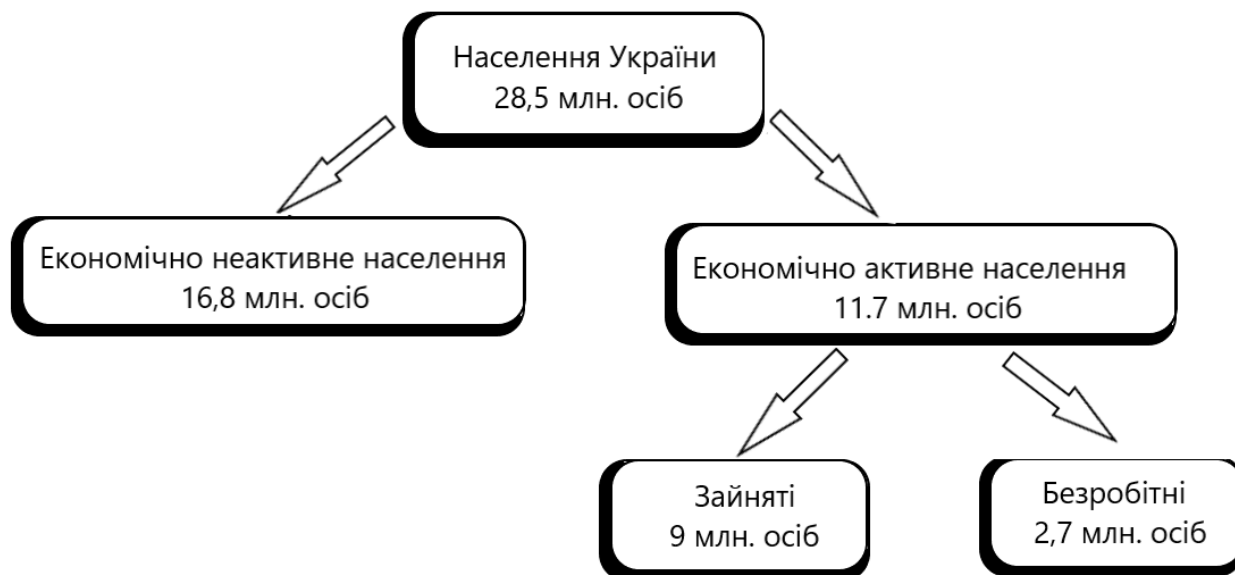 Населення України
28,5 млн. осіб
Економічно неактивне населення
16,8 млн. осіб
Економічно активне населення
11.7 млн. осіб
Зайняті
9 млн. осіб
Безробітні
2,7 млн. осіб